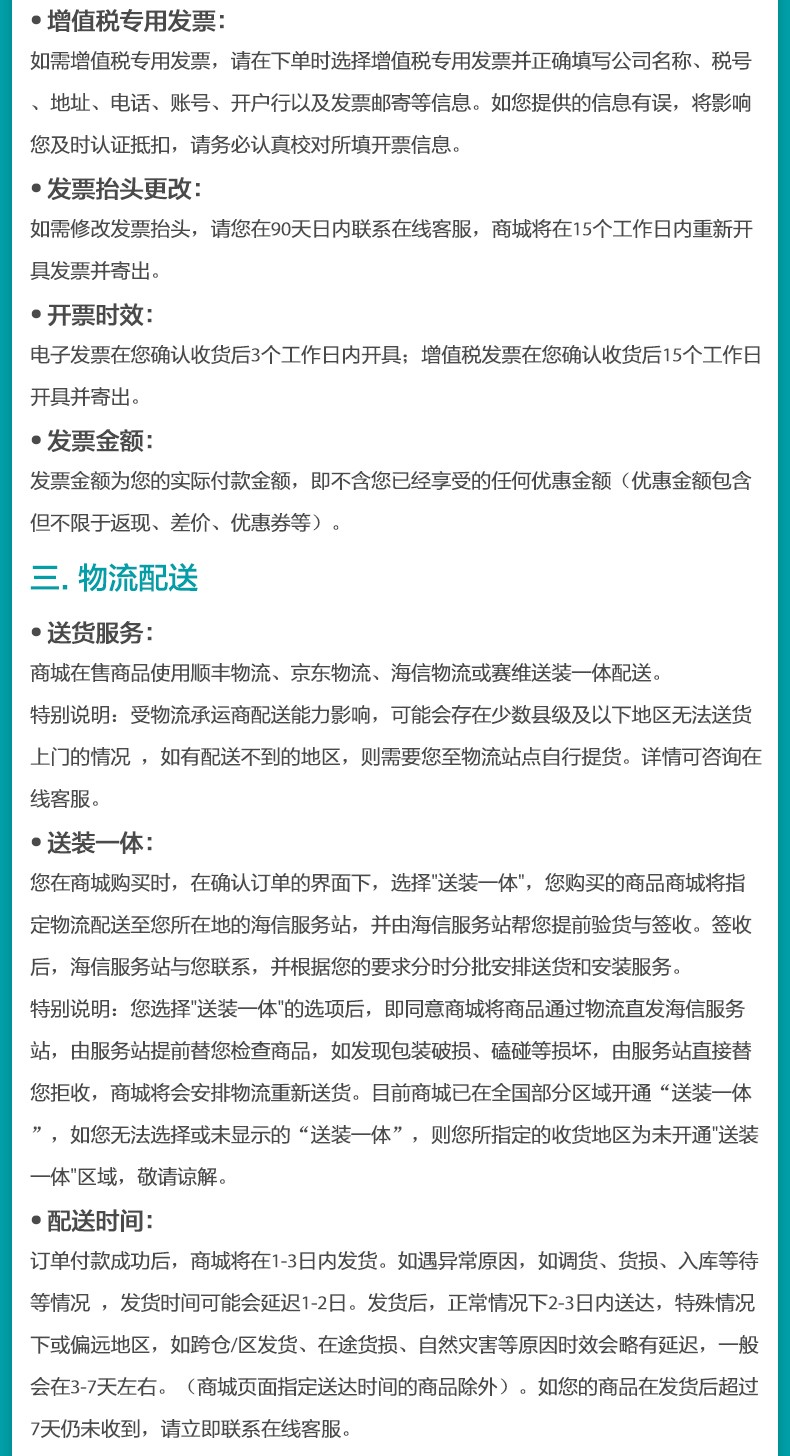 • 增值税专用发票：
如需增值税专用发票，请在下单时选择增值税专用发票并正确填写公司名称、税号
、地址、电话、账号、开户行以及发票邮寄等信息。如您提供的信息有误，将影响
您及时认证抵扣，请务必认真校对所填开票信息。
• 发票抬头更改：
如需修改发票抬头，请您在90天日内联系在线客服，商城将在15个工作日内重新开
具发票并寄出。
• 开票时效：
电子发票在您确认收货后3个工作日内开具；增值税发票在您确认收货后15个工作日
开具并寄出。
• 发票金额：
发票金额为您的实际付款金额，即不含您已经享受的任何优惠金额（优惠金额包含
但不限于返现、差价、优惠券等）。
三. 物流配送
• 送货服务：
商城在售商品使用顺丰物流、京东物流、海信物流或赛维送装一体配送。
特别说明：受物流承运商配送能力影响，可能会存在少数县级及以下地区无法送货
上门的情况 ，如有配送不到的地区，则需要您至物流站点自行提货。详情可咨询在
线客服。
• 送装一体：
您在商城购买时，在确认订单的界面下，选择"送装一体"，您购买的商品商城将指
定物流配送至您所在地的海信服务站，并由海信服务站帮您提前验货与签收。签收
后，海信服务站与您联系，并根据您的要求分时分批安排送货和安装服务。
特别说明：您选择"送装一体"的选项后，即同意商城将商品通过物流直发海信服务
站，由服务站提前替您检查商品，如发现包装破损、磕碰等损坏，由服务站直接替
您拒收，商城将会安排物流重新送货。目前商城已在全国部分区域开通“送装一体
”，如您无法选择或未显示的“送装一体”，则您所指定的收货地区为未开通"送装
一体"区域，敬请谅解。
• 配送时间：
订单付款成功后，商城将在1-3日内发货。如遇异常原因，如调货、货损、入库等待
等情况 ，发货时间可能会延迟1-2日。发货后，正常情况下2-3日内送达，特殊情况
下或偏远地区，如跨仓/区发货、在途货损、自然灾害等原因时效会略有延迟，一般
会在3-7天左右。（商城页面指定送达时间的商品除外）。如您的商品在发货后超过
7天仍未收到，请立即联系在线客服。